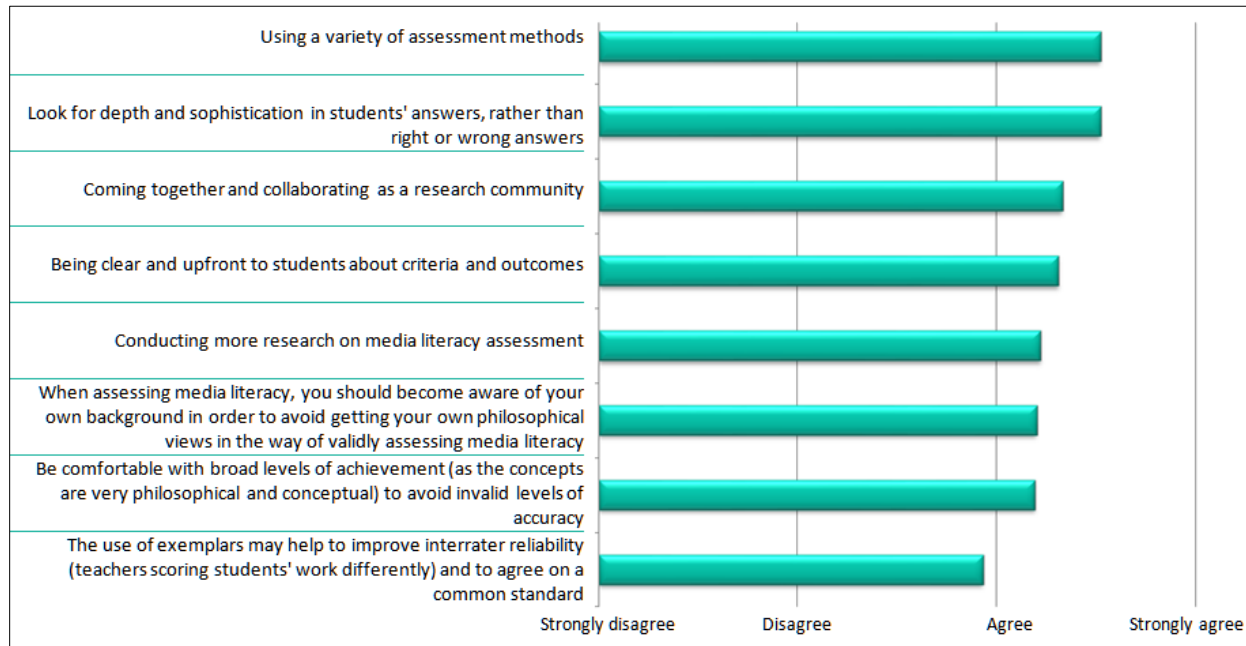 Using a variety of assessment methods
Look for depth and sophistication in students' answers, rather than
right or wrong answers
Coming together and collaborating as a research community
Being clear and upfront to students about criteria and outcomes
Conducting more research on media literacy assessment
When assessing media literacy, you should become aware of your
own background in order to avoid getting your own philosophical
views in the way of validly assessing media literacy
Be comfortable with broad levels of achievement (as the concepts
are very philosophical and conceptual) to avoid invalid levels of
accuracy
The use of exemplars may help to improve interrater reliability
(teachers scoring students' work differently) and to agree on a
common standard
Strongly disagree Disagree Agree Strongly agree